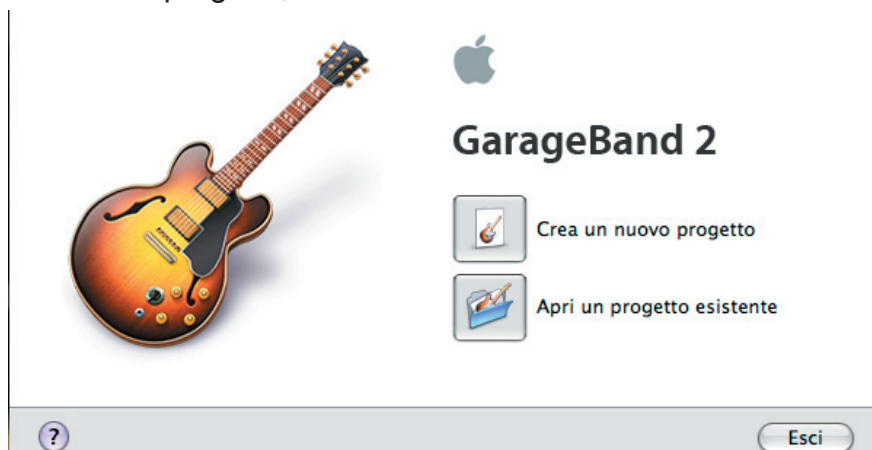 GarageBand 2
Crea un nuovo progetto
Apri un progetto esistente
?
Esci